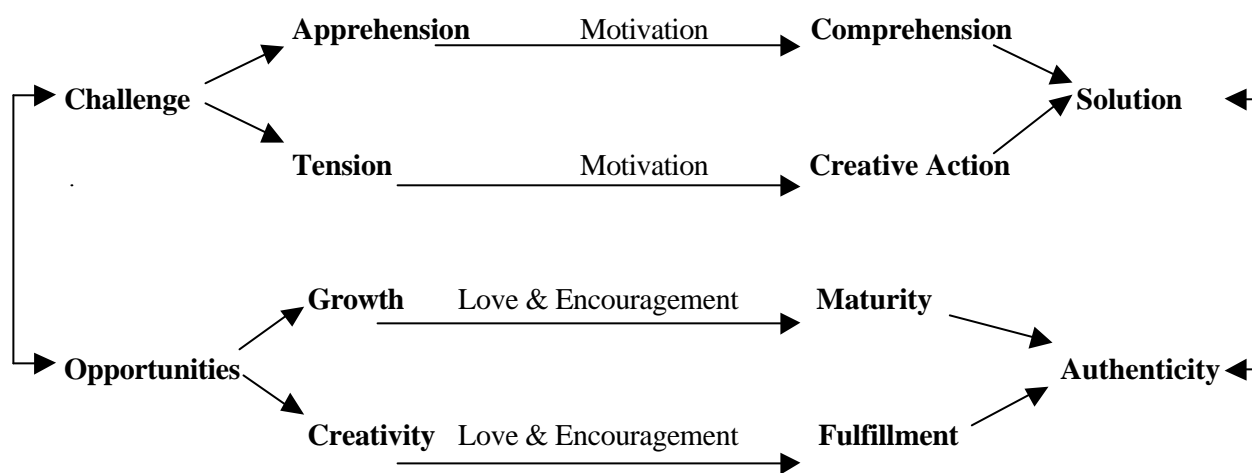 Apprehension Motivation Comprehension
Challenge Solution
Tension Motivation Creative Action
Growth Love & Encouragement Maturity
Opportunities Authenticity
Creativity Love & Encouragement Fulfillment